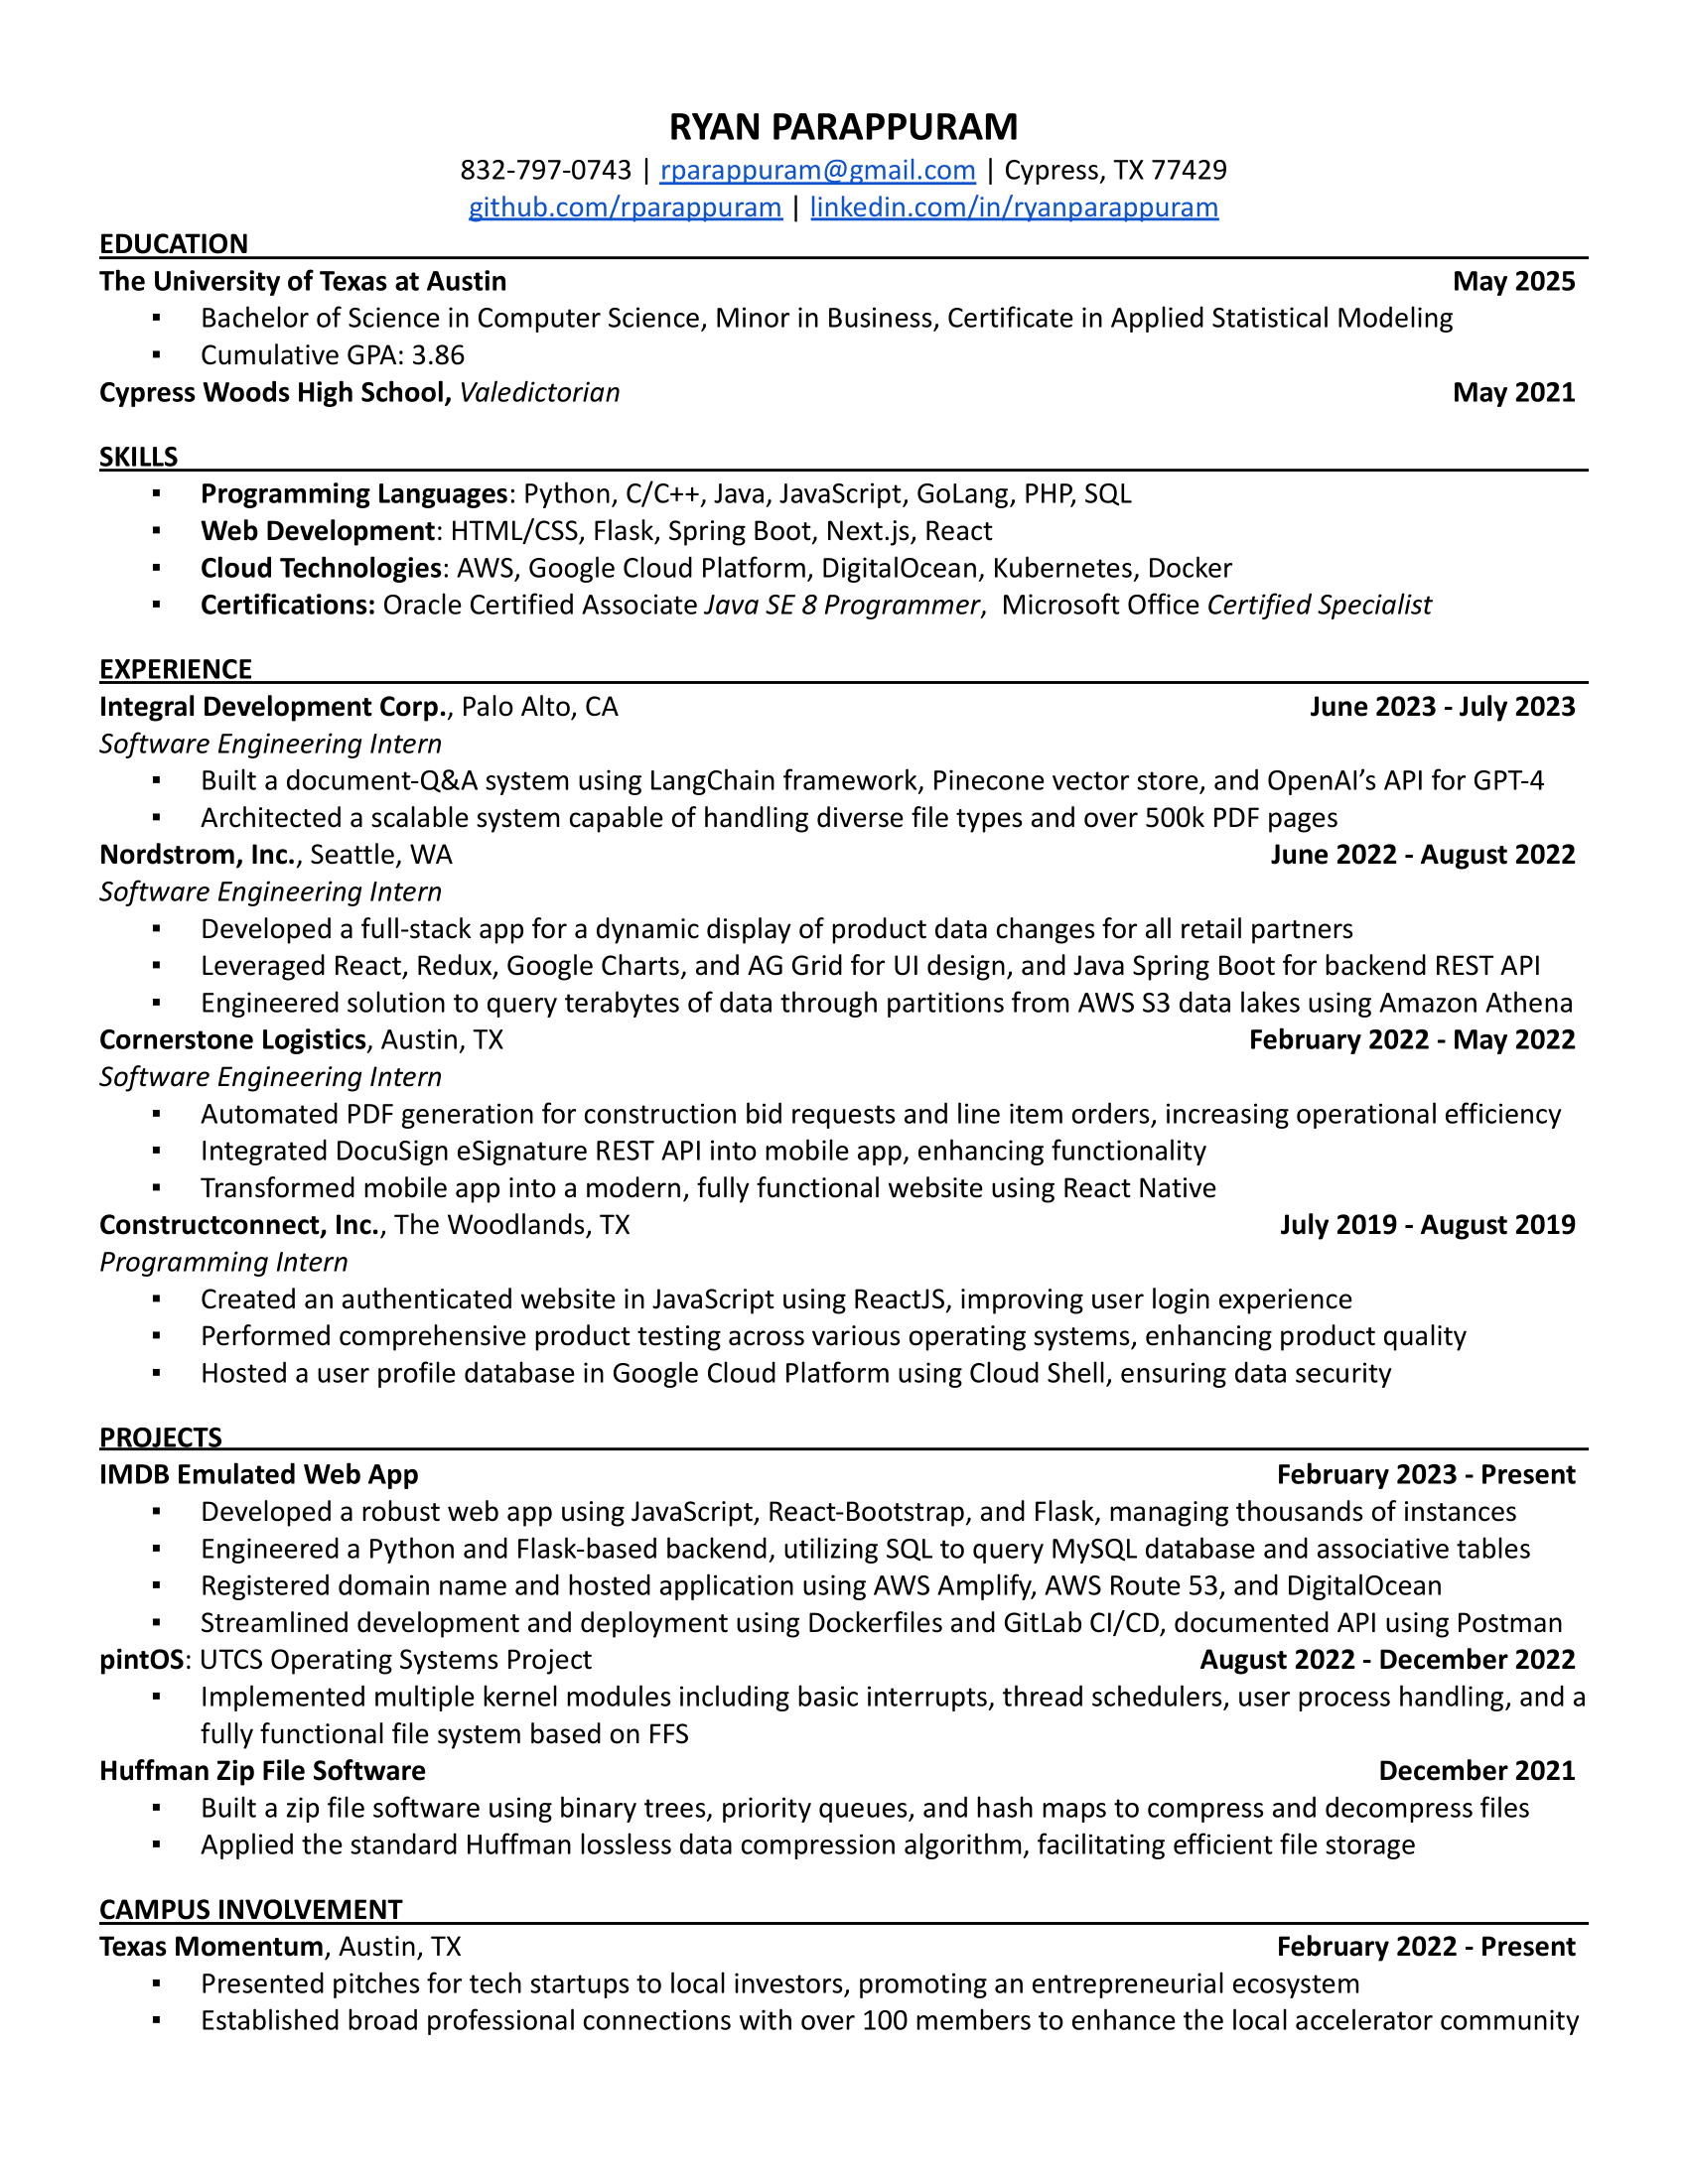 RYAN PARAPPURAM
832-797-0743 | rparappuram@gmail.com | Cypress, TX 77429
github.com/rparappuram | linkedin.com/in/ryanparappuram
EDUCATION
The University of Texas at Austin May 2025
▪ Bachelor of Science in Computer Science, Minor in Business, Certificate in Applied Statistical Modeling
▪ Cumulative GPA: 3.86
Cypress Woods High School, Valedictorian May 2021
SKILLS
▪ Programming Languages: Python, C/C++, Java, JavaScript, GoLang, PHP, SQL
▪ Web Development: HTML/CSS, Flask, Spring Boot, Next.js, React
▪ Cloud Technologies: AWS, Google Cloud Platform, DigitalOcean, Kubernetes, Docker
▪ Certifications: Oracle Certified Associate Java SE 8 Programmer, Microsoft Office Certified Specialist
EXPERIENCE
Integral Development Corp., Palo Alto, CA June 2023 - July 2023
Software Engineering Intern
▪ Built a document-Q&A system using LangChain framework, Pinecone vector store, and OpenAI’s API for GPT-4
▪ Architected a scalable system capable of handling diverse file types and over 500k PDF pages
Nordstrom, Inc., Seattle, WA June 2022 - August 2022
Software Engineering Intern
▪ Developed a full-stack app for a dynamic display of product data changes for all retail partners
▪ Leveraged React, Redux, Google Charts, and AG Grid for UI design, and Java Spring Boot for backend REST API
▪ Engineered solution to query terabytes of data through partitions from AWS S3 data lakes using Amazon Athena
Cornerstone Logistics, Austin, TX February 2022 - May 2022
Software Engineering Intern
▪ Automated PDF generation for construction bid requests and line item orders, increasing operational efficiency
▪ Integrated DocuSign eSignature REST API into mobile app, enhancing functionality
▪ Transformed mobile app into a modern, fully functional website using React Native
Constructconnect, Inc., The Woodlands, TX July 2019 - August 2019
Programming Intern
▪ Created an authenticated website in JavaScript using ReactJS, improving user login experience
▪ Performed comprehensive product testing across various operating systems, enhancing product quality
▪ Hosted a user profile database in Google Cloud Platform using Cloud Shell, ensuring data security
PROJECTS
IMDB Emulated Web App February 2023 - Present
▪ Developed a robust web app using JavaScript, React-Bootstrap, and Flask, managing thousands of instances
▪ Engineered a Python and Flask-based backend, utilizing SQL to query MySQL database and associative tables
▪ Registered domain name and hosted application using AWS Amplify, AWS Route 53, and DigitalOcean
▪ Streamlined development and deployment using Dockerfiles and GitLab CI/CD, documented API using Postman
pintOS: UTCS Operating Systems Project August 2022 - December 2022
▪ Implemented multiple kernel modules including basic interrupts, thread schedulers, user process handling, and a
fully functional file system based on FFS
Huffman Zip File Software December 2021
▪ Built a zip file software using binary trees, priority queues, and hash maps to compress and decompress files
▪ Applied the standard Huffman lossless data compression algorithm, facilitating efficient file storage
CAMPUS INVOLVEMENT
Texas Momentum, Austin, TX February 2022 - Present
▪ Presented pitches for tech startups to local investors, promoting an entrepreneurial ecosystem
▪ Established broad professional connections with over 100 members to enhance the local accelerator community